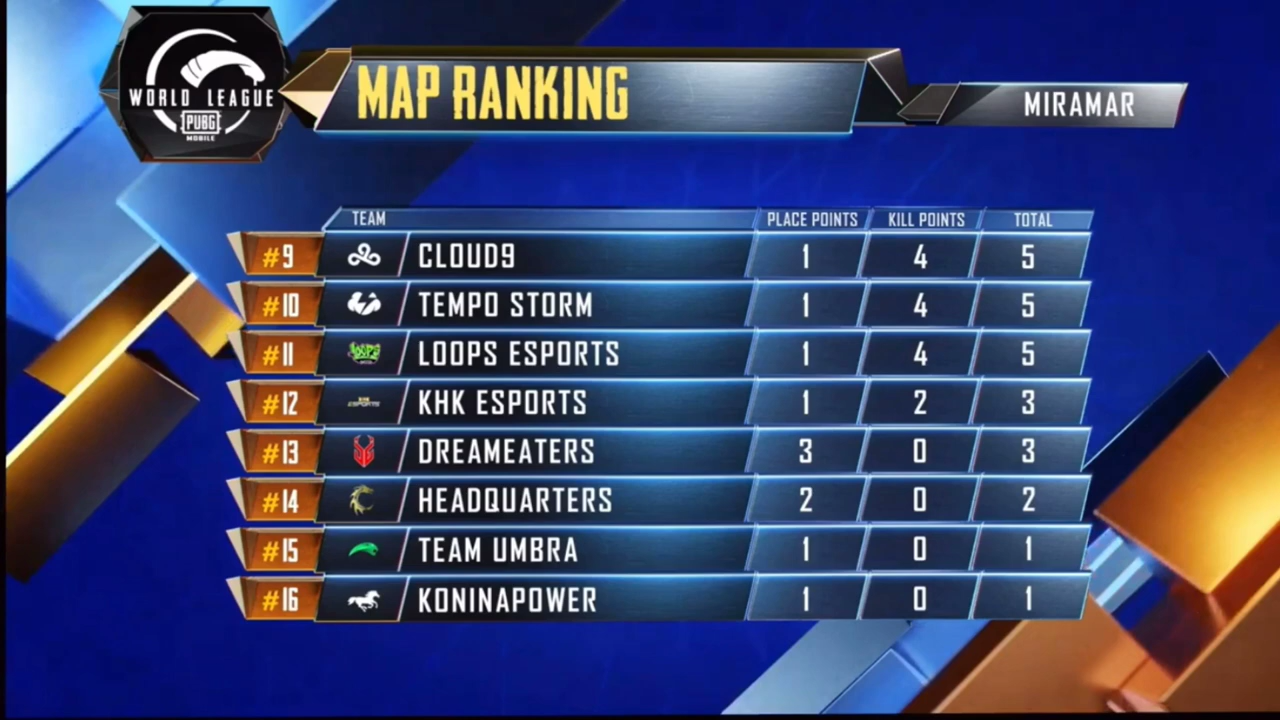 WORLD LEAGUE
PUBG
MOBILE
MAP RANKING
MIRAMAR
TEAM PLACE POINTS KILL POINTS TOTAL
#9 CLOUD9 1 4 5
#10 TEMPO STORM 1 4 5
#11 LOOPS LOOPS ESPORTS 1 4 5
#12 KHK ESPORTS KHK ESPORTS 1 2 3
#13 DREAMEATERS 3 0 3
#14 HEADQUARTERS 2 0 2
#15 TEAM UMBRA 1 0 1
#16 KONINAPOWER 1 0 1